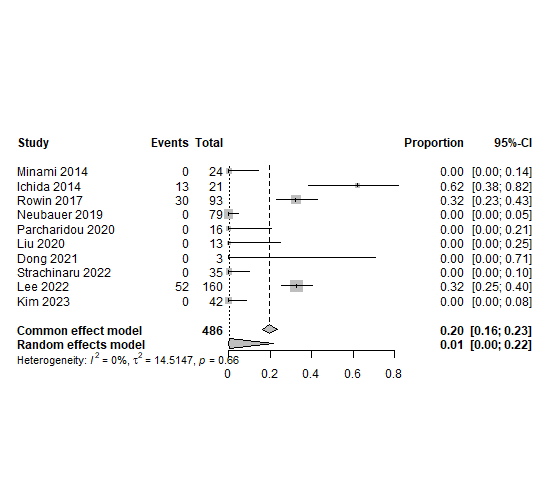 Study Events Total Proportion 95%-CI
Minami 2014 0 24 0.00 [0.00; 0.14]
Ichida 2014 13 21 0.62 [0.38; 0.82]
Rowin 2017 30 93 0.32 [0.23; 0.43]
Neubauer 2019 0 79 0.00 [0.00; 0.05]
Parcharidou 2020 0 16 0.00 [0.00; 0.21]
Liu 2020 0 13 0.00 [0.00; 0.25]
Dong 2021 0 3 0.00 [0.00; 0.71]
Strachinaru 2022 0 35 0.00 [0.00; 0.10]
Lee 2022 52 160 0.32 [0.25; 0.40]
Kim 2023 0 42 0.00 [0.00; 0.08]
Common effect model 486 0.20 [0.16; 0.23]
Random effects model 0.01 [0.00; 0.22]
Heterogeneity: I² = 0%, τ² = 14.5147, p = 0.66
0 0.2 0.4 0.6 0.8